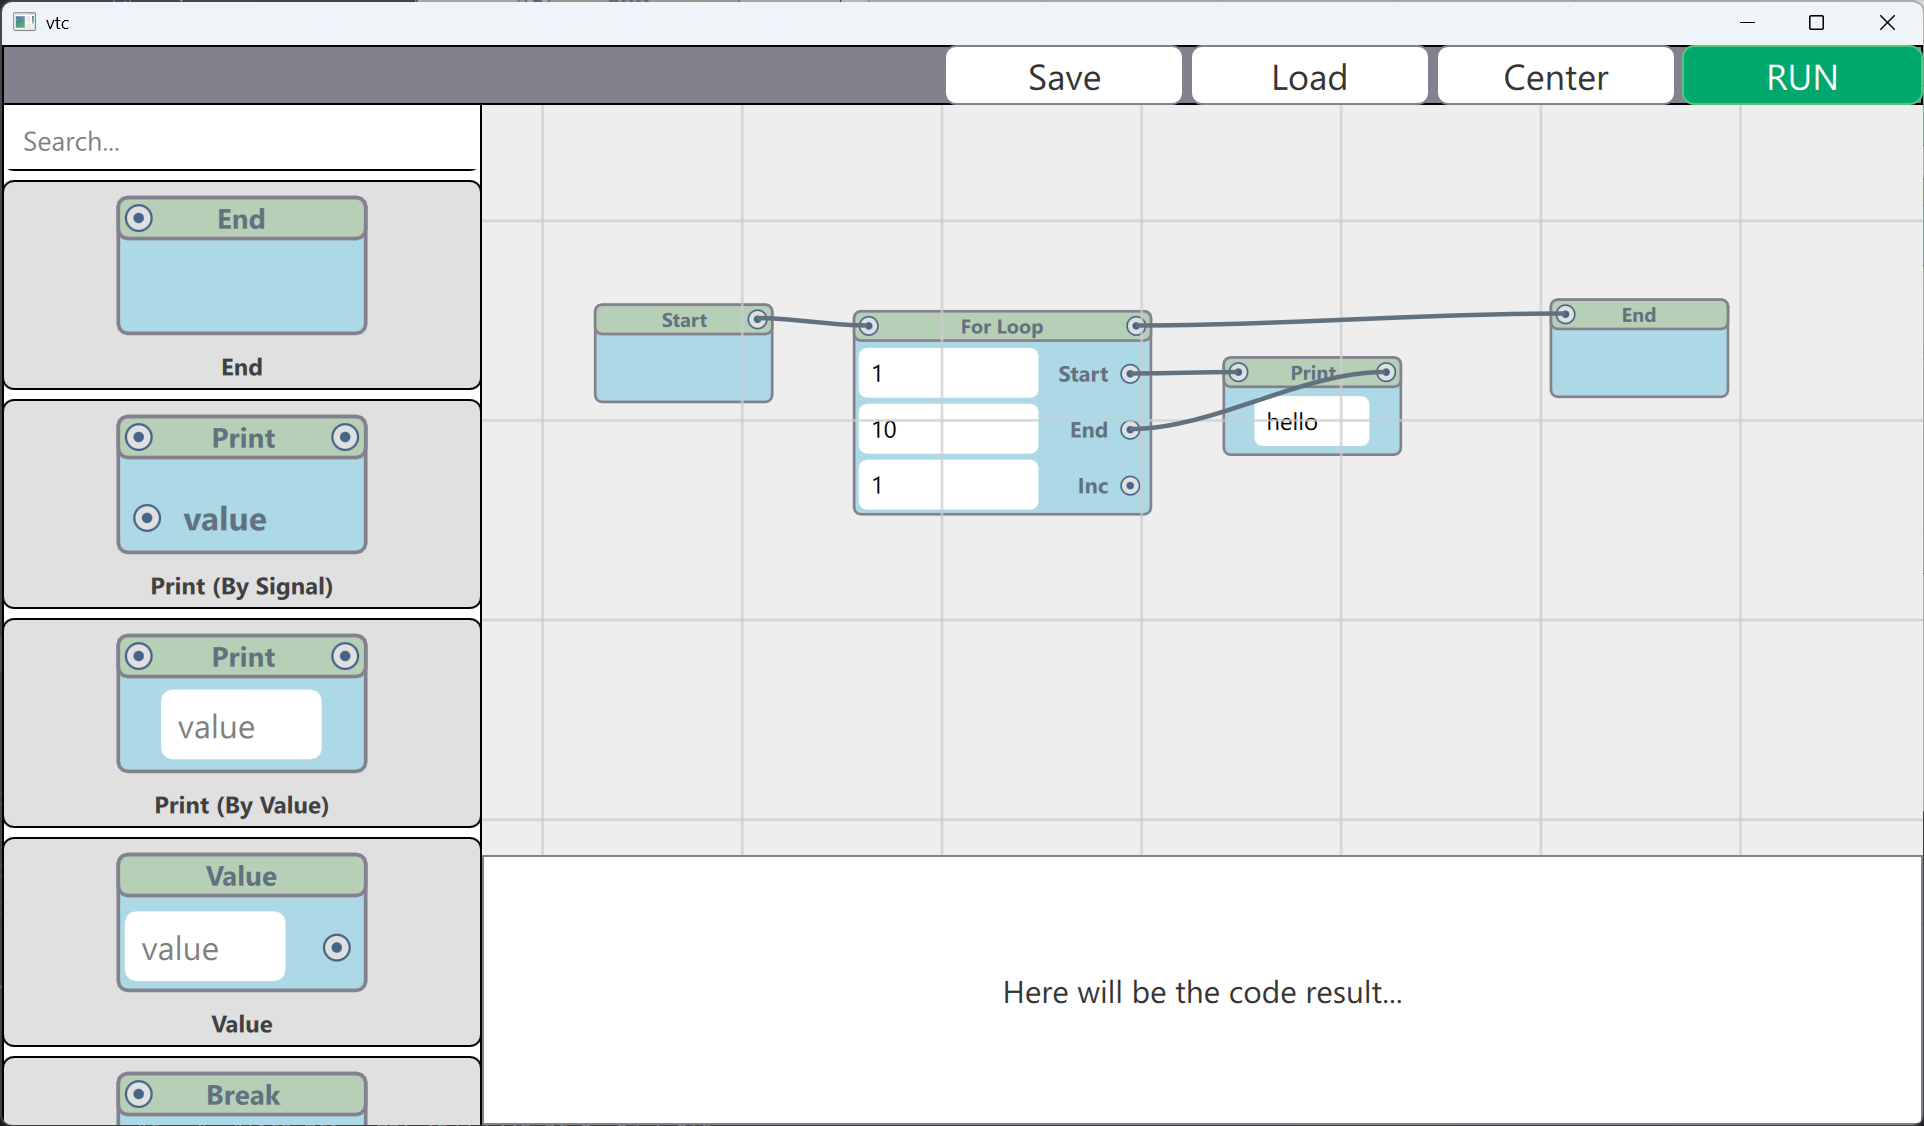 vtc
Save
Load
Center
RUN
Search...
End
End
Print
value
Print (By Signal)
Print
value
Print (By Value)
Value
value
Value
Break
Start
For Loop
1
Start
10
End
1
Inc
Print
hello
End
Here will be the code result...